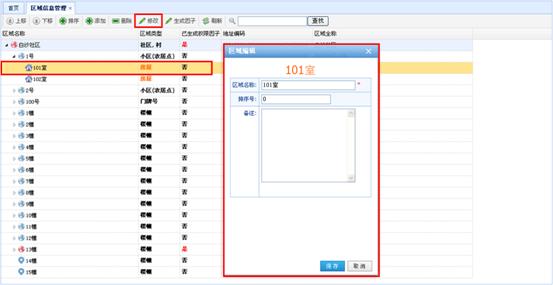 首页 区域信息管理
上移 下移 排序 添加 删除 修改 生成因子 刷新 查找
区域名称 区域类型 已生成权限因子 地址编码 区域全称
白沙社区 社区,村 是
1号 小区(农居点) 否
101室 房屋 否
102室 房屋 否
2号 小区(农居点) 否
100号 门牌号 否
1幢 楼幢 否
2幢 楼幢 否
3幢 楼幢 否
4幢 楼幢 否
5幢 楼幢 否
6幢 楼幢 否
7幢 楼幢 否
8幢 楼幢 否
9幢 楼幢 否
10幢 楼幢 否
11幢 楼幢 否
12幢 楼幢 否
13幢 楼幢 是
14幢 楼幢 否
15幢 楼幢 否
区域编辑
101室
区域名称: 101室 *
排序号: 0
备注:
保存 取消